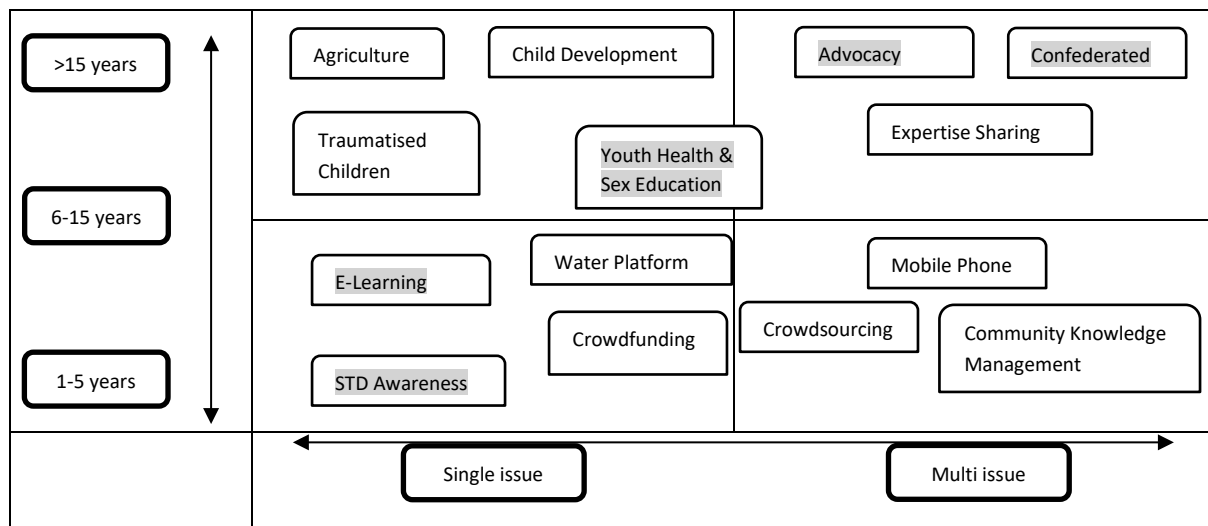 >15 years
Agriculture
Child Development
Advocacy
Confederated
Traumatised
Children
Youth Health &
Sex Education
Expertise Sharing
6-15 years
E-Learning
Water Platform
Mobile Phone
Crowdfunding
Crowdsourcing
Community Knowledge
Management
1-5 years
STD Awareness
Single issue
Multi issue